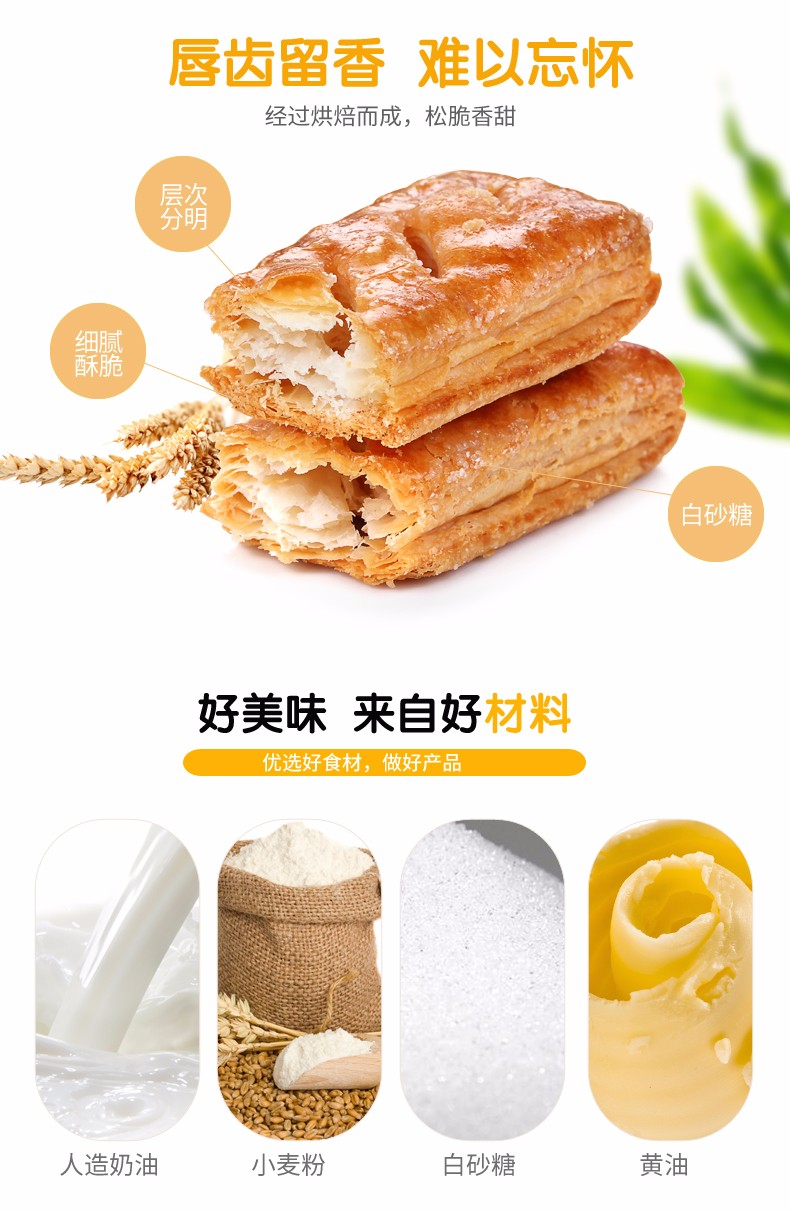 唇齿留香 难以忘怀
经过烘焙而成，松脆香甜
层次
分明
细腻
酥脆
白砂糖
好美味 来自好材料
优选好食材，做好产品
人造奶油
小麦粉
白砂糖
黄油